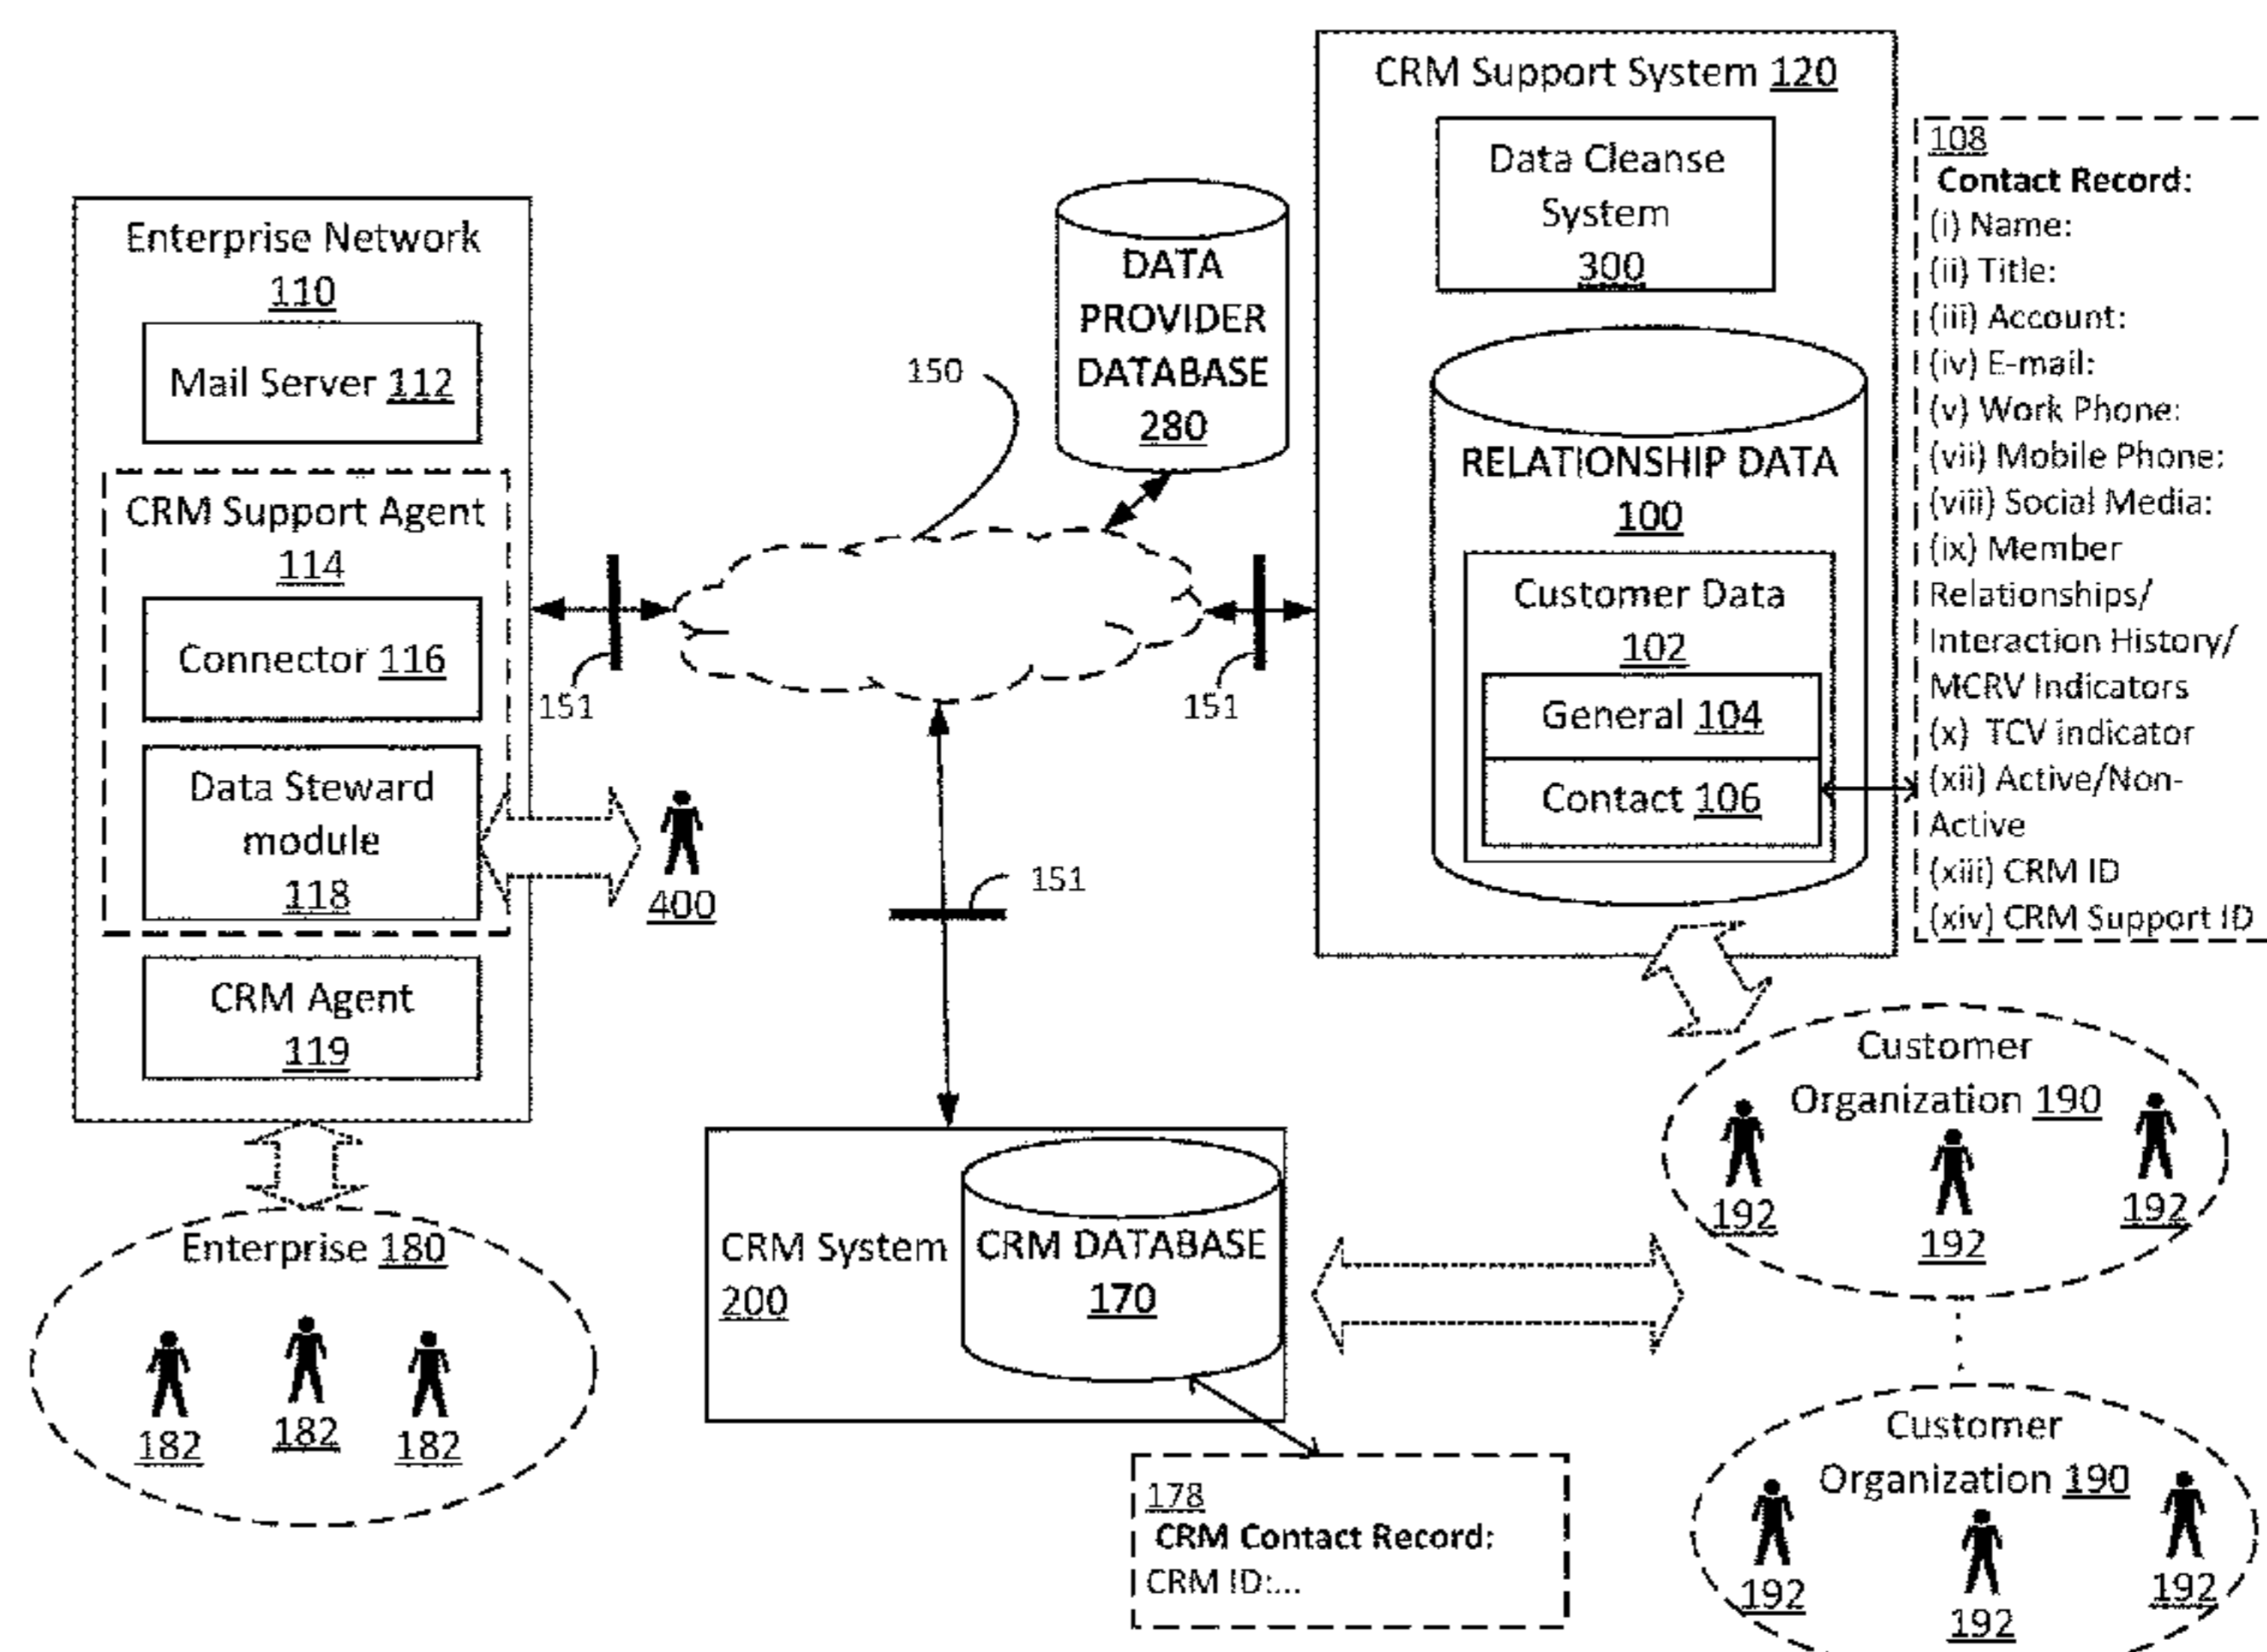 Enterprise Network
110
Mail Server 112
CRM Support Agent
114
Connector 116
Data Steward
module
118
CRM Agent
119
Enterprise 180
182
182
182
151
400
150
DATA
PROVIDER
DATABASE
280
151
151
CRM System
200
CRM DATABASE
170
178
CRM Contact Record:
CRM ID:...
CRM Support System 120
Data Cleanse
System
300
RELATIONSHIP DATA
100
Customer Data
102
General 104
Contact 106
108
Contact Record:
(i) Name:
(ii) Title:
(iii) Account:
(iv) E-mail:
(v) Work Phone:
(vii) Mobile Phone:
(viii) Social Media:
(ix) Member
Relationships/
Interaction History/
MCRV Indicators
(x) TCV indicator
(xii) Active/Non-
Active
(xiii) CRM ID
(xiv) CRM Support ID
Customer
Organization 190
192
192
192
Customer
Organization 190
192
192
192